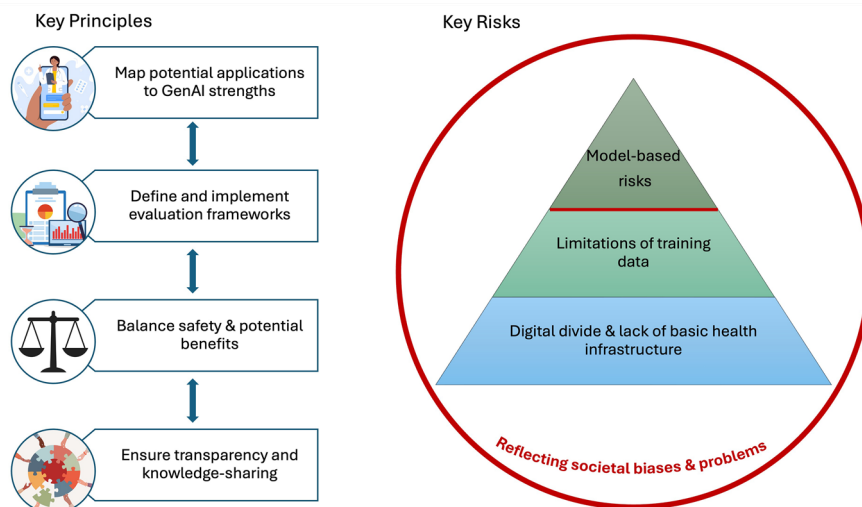 Key Principles
Map potential applications
to GenAI strengths
Define and implement
evaluation frameworks
Balance safety & potential
benefits
Ensure transparency and
knowledge-sharing
Key Risks
Model-based
risks
Limitations of training
data
Digital divide & lack of basic health
infrastructure
Reflecting societal biases & problems